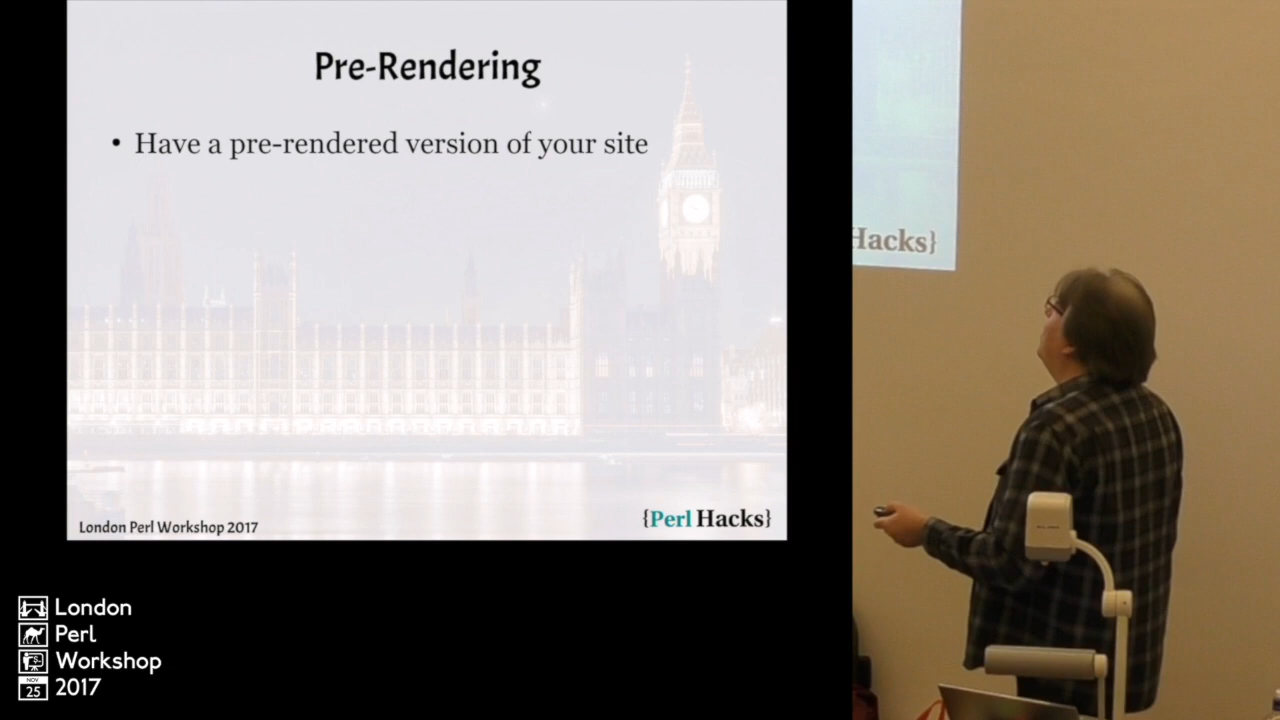 Pre-Rendering
• Have a pre-rendered version of your site
London Perl Workshop 2017
{Perl Hacks}
Hacks}
London
Perl
Workshop
NOV
25
2017